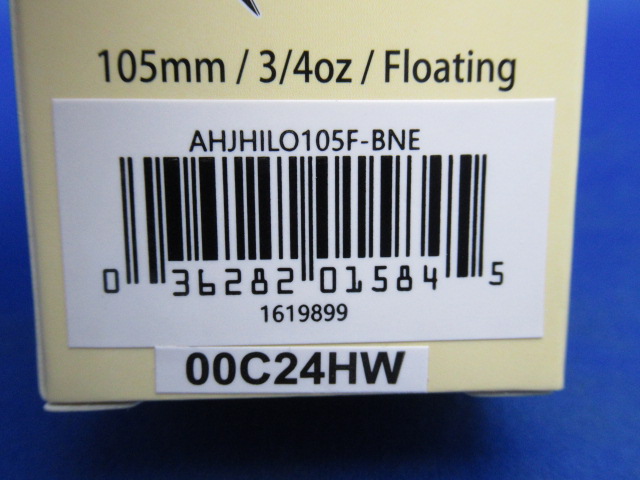 105mm / 3/4oz / Floating
AHJHILO105F-BNE
0 36282 01584 5
1619899
00C24HW